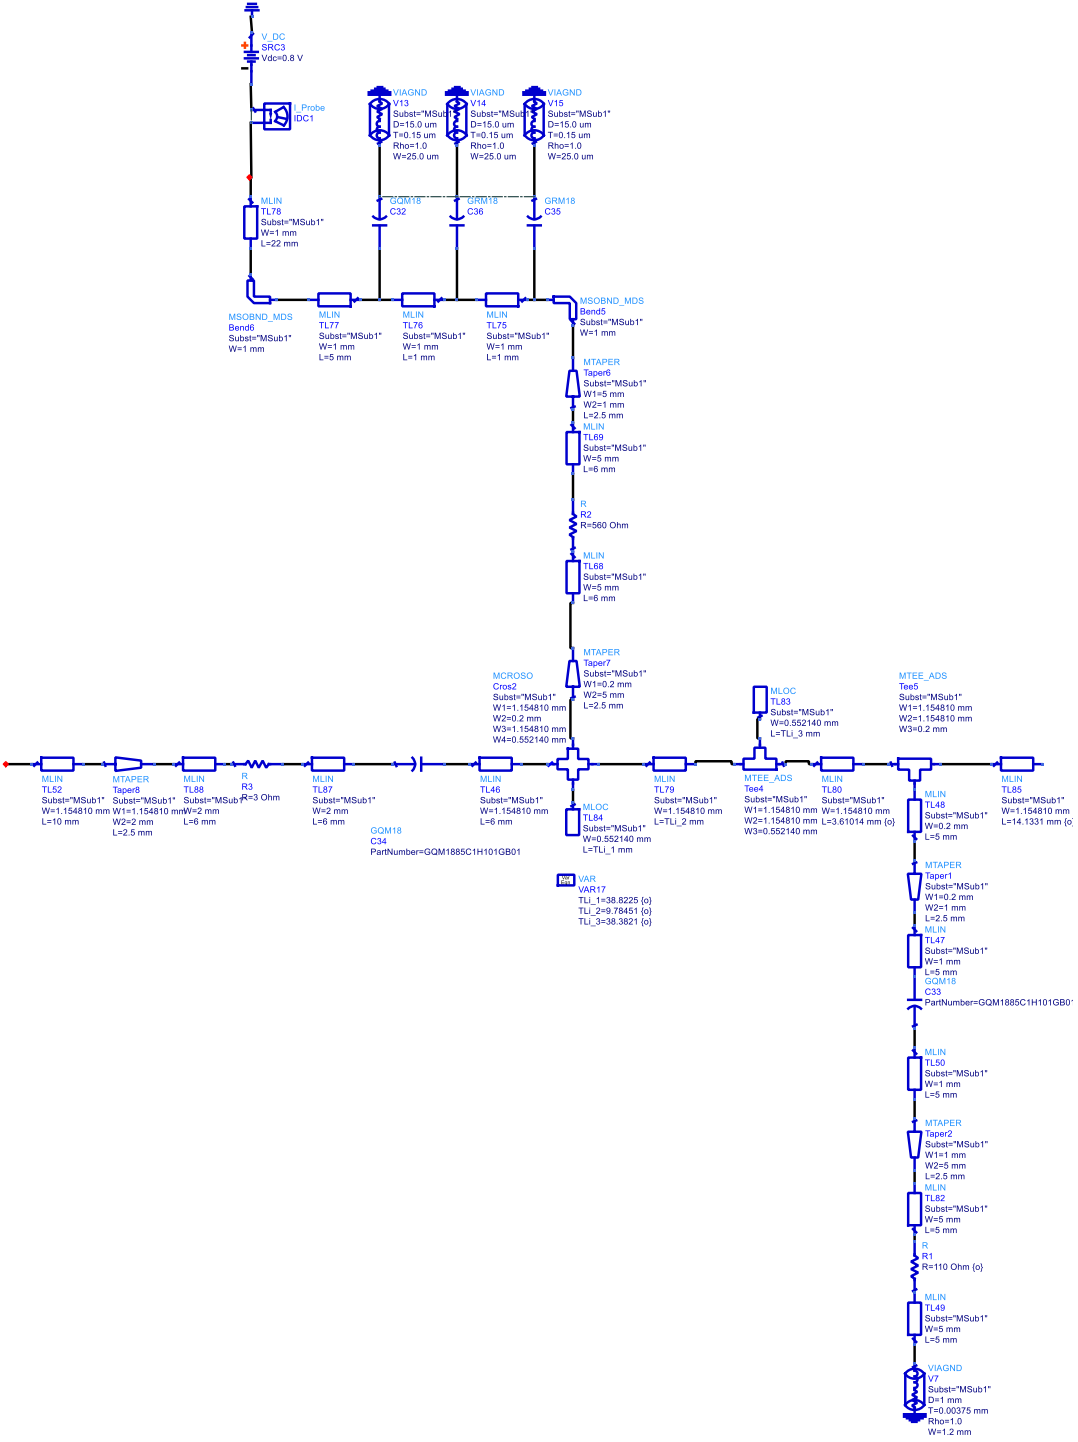 V_DC
SRC3
Vdc=0.8 V
I_Probe
IDC1
VIAGND
V13
Subst="MSub1"
D=15.0 um
T=0.15 um
Rho=1.0
W=25.0 um
VIAGND
V14
Subst="MSub1"
D=15.0 um
T=0.15 um
Rho=1.0
W=25.0 um
VIAGND
V15
Subst="MSub1"
D=15.0 um
T=0.15 um
Rho=1.0
W=25.0 um
MLIN
TL78
Subst="MSub1"
W=1 mm
L=22 mm
GQM18
C32
GRM18
C36
GRM18
C35
MSOBND_MDS
Bend6
Subst="MSub1"
W=1 mm
MLIN
TL77
Subst="MSub1"
W=1 mm
L=5 mm
MLIN
TL76
Subst="MSub1"
W=1 mm
L=1 mm
MLIN
TL75
Subst="MSub1"
W=1 mm
L=1 mm
MSOBND_MDS
Bend5
Subst="MSub1"
W=1 mm
MTAPER
Taper6
Subst="MSub1"
W1=5 mm
W2=1 mm
L=2.5 mm
MLIN
TL69
Subst="MSub1"
W=5 mm
L=6 mm
R
R2
R=560 Ohm
MLIN
TL68
Subst="MSub1"
W=5 mm
L=6 mm
MTAPER
Taper7
Subst="MSub1"
W1=0.2 mm
W2=5 mm
L=2.5 mm
MCROSO
Cros2
Subst="MSub1"
W1=1.154810 mm
W2=0.2 mm
W3=1.154810 mm
W4=0.552140 mm
MLOC
TL83
Subst="MSub1"
W=0.552140 mm
L=TLi_3 mm
MTEE_ADS
Tee5
Subst="MSub1"
W1=1.154810 mm
W2=1.154810 mm
W3=0.2 mm
MLIN
TL52
Subst="MSub1"
W=1.154810 mm
L=10 mm
MTAPER
Taper8
Subst="MSub1"
W1=1.154810 mm
W2=2 mm
L=2.5 mm
MLIN
TL88
Subst="MSub1"
W=2 mm
L=6 mm
R
R3
R=3 Ohm
MLIN
TL87
Subst="MSub1"
W=2 mm
L=6 mm
GQM18
C34
PartNumber=GQM1885C1H101GB01
MLIN
TL46
Subst="MSub1"
W=1.154810 mm
L=6 mm
MLOC
TL84
Subst="MSub1"
W=0.552140 mm
L=TLi_1 mm
MLIN
TL79
Subst="MSub1"
W=1.154810 mm
L=TLi_2 mm
MTEE_ADS
Tee4
Subst="MSub1"
W1=1.154810 mm
W2=1.154810 mm
W3=0.552140 mm
MLIN
TL80
Subst="MSub1"
W=1.154810 mm
L=3.61014 mm {o}
MLIN
TL85
Subst="MSub1"
W=1.154810 mm
L=14.1331 mm {o}
VAR
VAR17
TLi_1=38.8225 {o}
TLi_2=9.78451 {o}
TLi_3=38.3821 {o}
MLIN
TL48
Subst="MSub1"
W=0.2 mm
L=5 mm
MTAPER
Taper1
Subst="MSub1"
W1=0.2 mm
W2=1 mm
L=2.5 mm
MLIN
TL47
Subst="MSub1"
W=1 mm
L=5 mm
GQM18
C33
PartNumber=GQM1885C1H101GB01
MLIN
TL50
Subst="MSub1"
W=1 mm
L=5 mm
MTAPER
Taper2
Subst="MSub1"
W1=1 mm
W2=5 mm
L=2.5 mm
MLIN
TL82
Subst="MSub1"
W=5 mm
L=5 mm
R
R1
R=110 Ohm {o}
MLIN
TL49
Subst="MSub1"
W=5 mm
L=5 mm
VIAGND
V7
Subst="MSub1"
D=1 mm
T=0.00375 mm
Rho=1.0
W=1.2 mm